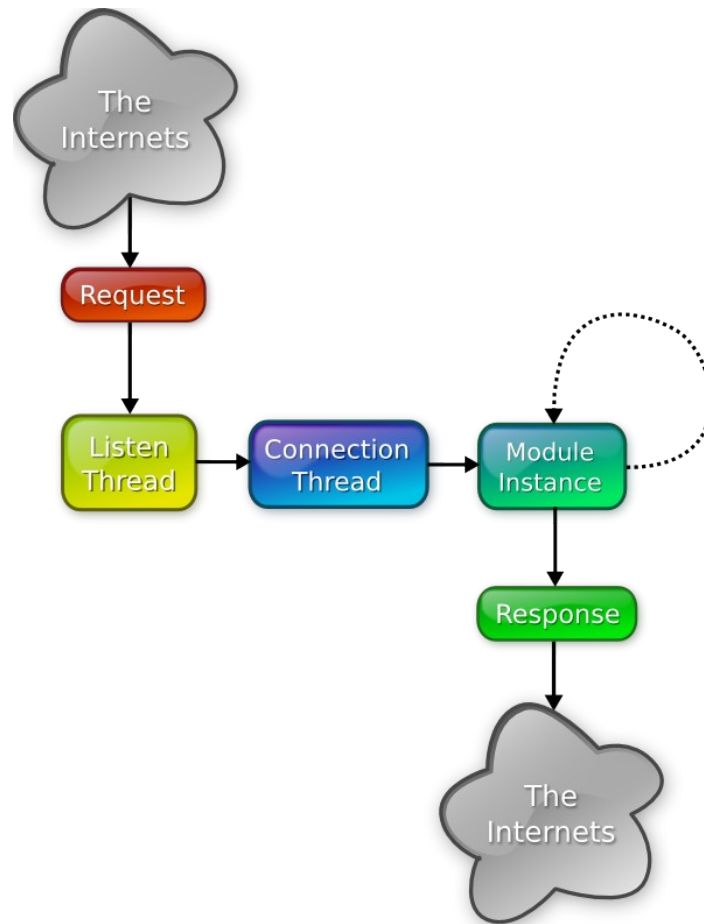 The
Internets
Request
Listen
Thread
Connection
Thread
Module
Instance
Response
The
Internets